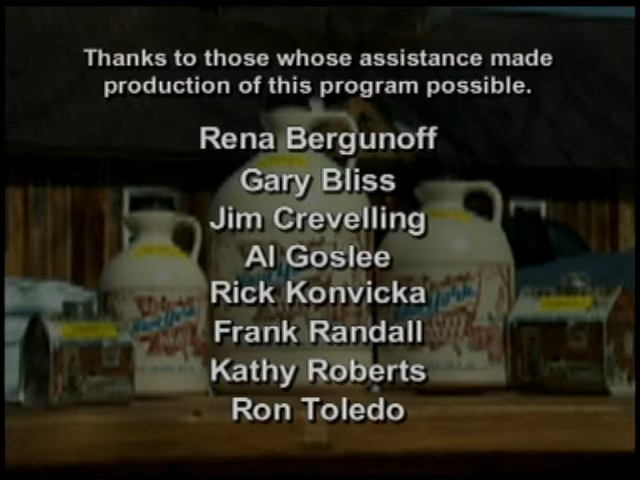 Thanks to those whose assistance made
production of this program possible.
Rena Bergunoff
Gary Bliss
Jim Crevelling
Al Goslee
Rick Konvicka
Frank Randall
Kathy Roberts
Ron Toledo